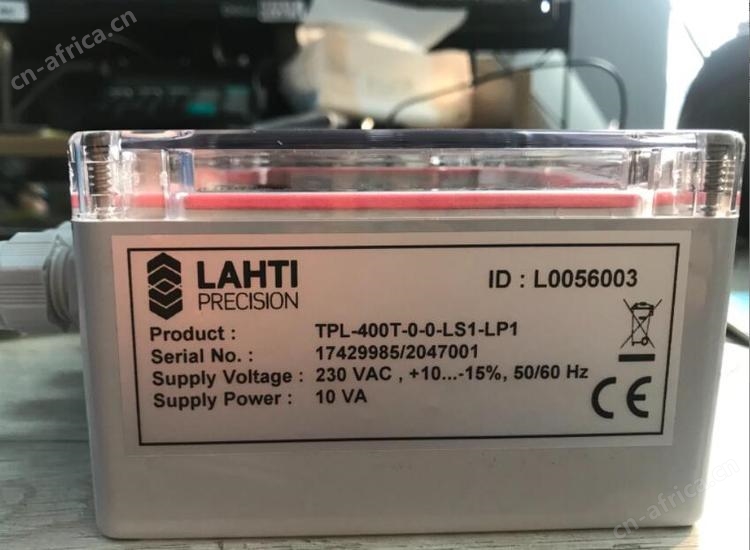 cn-africa.cn
LAHTI
PRECISION
ID : L0056003
Product : TPL-400T-0-0-LS1-LP1
Serial No. : 17429985/2047001
Supply Voltage : 230 VAC , +10...-15%, 50/60 Hz
Supply Power : 10 VA
CE
cn-africa.cn